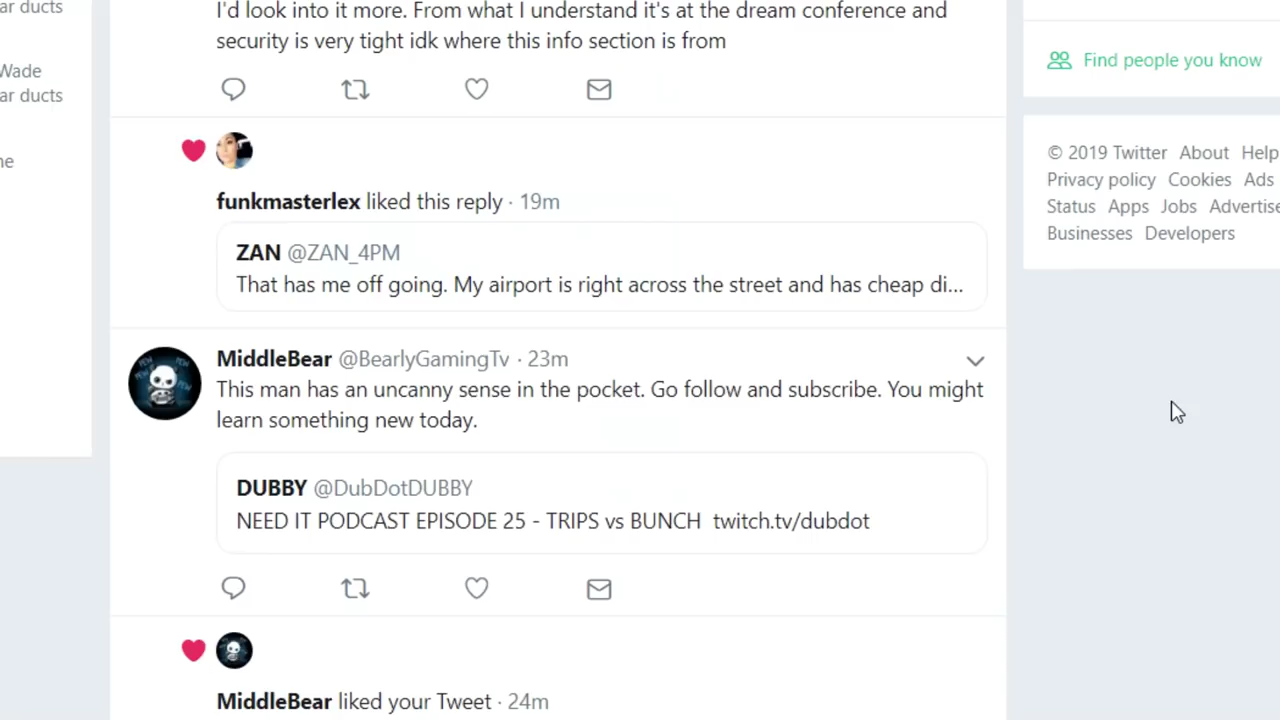 ar ducts
Wade
ar ducts
ne
I'd look into it more. From what I understand it's at the dream conference and
security is very tight idk where this info section is from
funkmasterlex liked this reply · 19m
ZAN @ZAN_4PM
That has me off going. My airport is right across the street and has cheap di...
MiddleBear @BearlyGamingTv · 23m
This man has an uncanny sense in the pocket. Go follow and subscribe. You might
learn something new today.
DUBBY @DubDotDUBBY
NEED IT PODCAST EPISODE 25 - TRIPS vs BUNCH twitch.tv/dubdot
MiddleBear liked your Tweet · 24m
Find people you know
© 2019 Twitter About Help
Privacy policy Cookies Ads
Status Apps Jobs Advertise
Businesses Developers